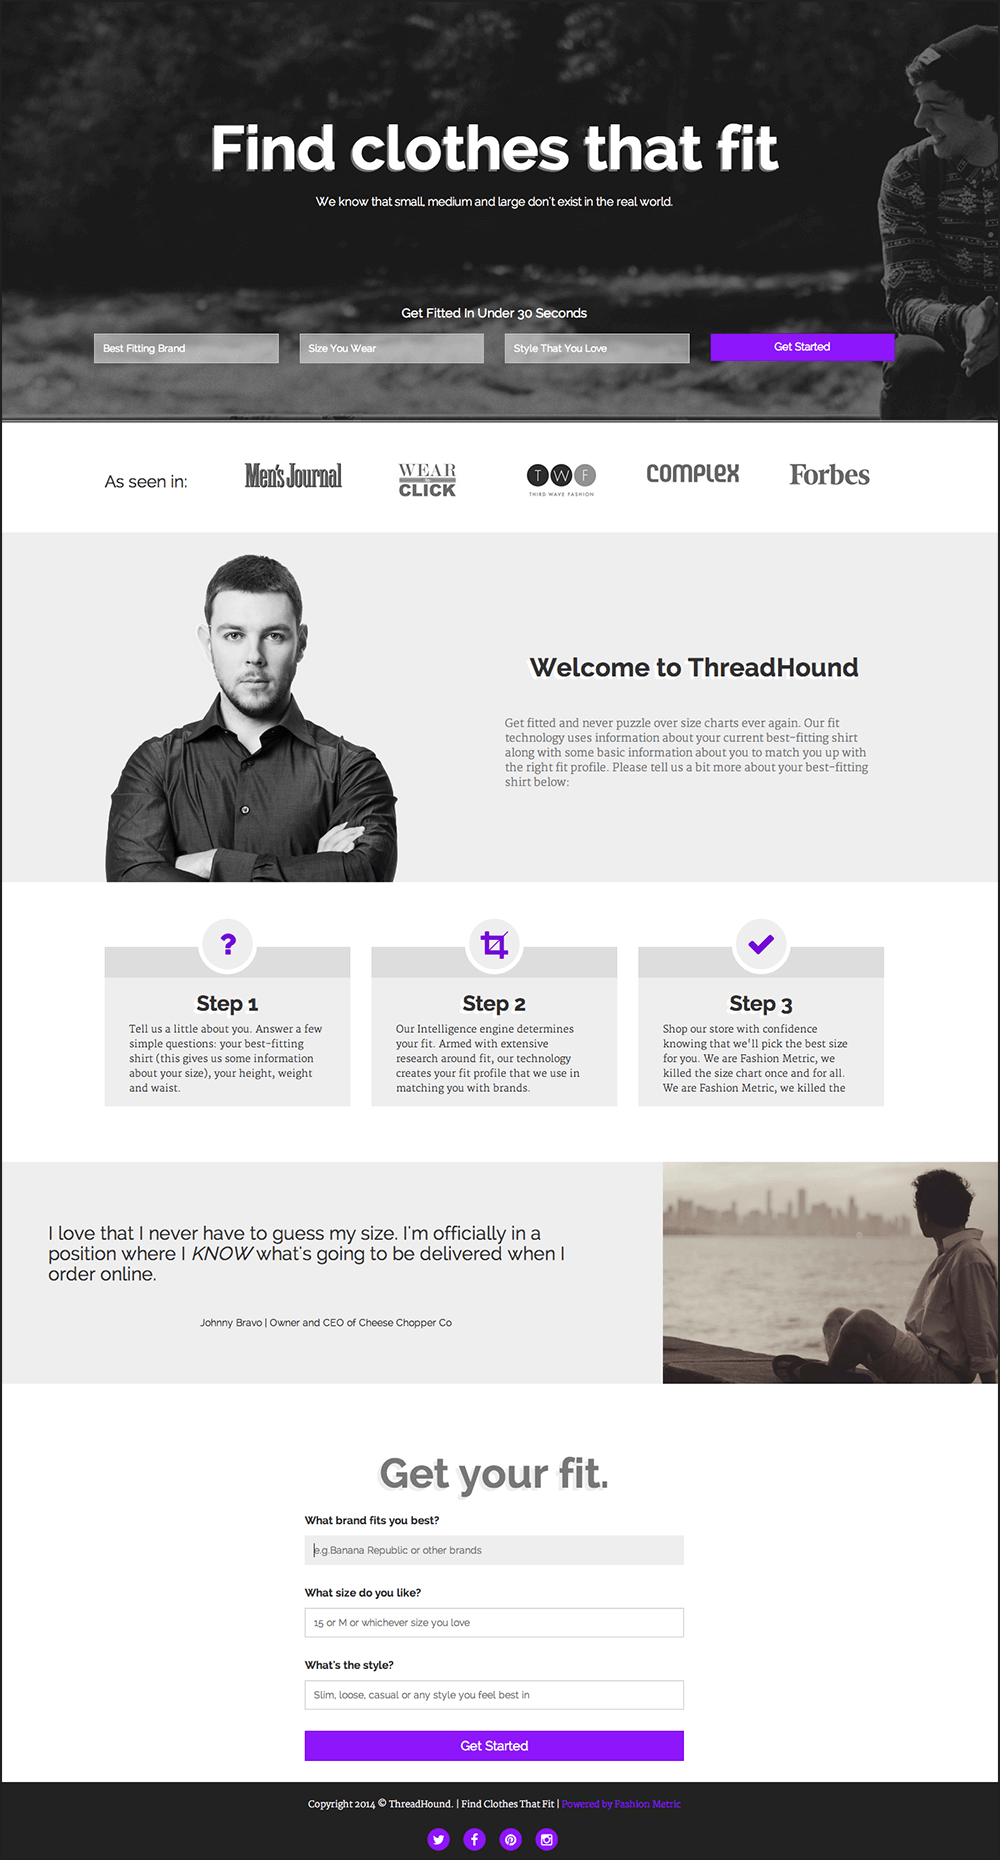 Find clothes that fit
We know that small, medium and large don't exist in the real world.
Get Fitted In Under 30 Seconds
Best Fitting Brand
Size You Wear
Style That You Love
Get Started
As seen in:
Men's Journal
WEAR
CLICK
TWF
THIRD WAVE FASHION
COMPLEX
Forbes
Welcome to ThreadHound
Get fitted and never puzzle over size charts ever again. Our fit
technology uses information about your current best-fitting shirt
along with some basic information about you to match you up with
the right fit profile. Please tell us a bit more about your best-fitting
shirt below:
?
Step 1
Tell us a little about you. Answer a few
simple questions: your best-fitting
shirt (this gives us some information
about your size), your height, weight
and waist.
Step 2
Our Intelligence engine determines
your fit. Armed with extensive
research around fit, our technology
creates your fit profile that we use in
matching you with brands.
Step 3
Shop our store with confidence
knowing that we'll pick the best size
for you. We are Fashion Metric, we
killed the size chart once and for all.
We are Fashion Metric, we killed the
I love that I never have to guess my size. I'm officially in a
position where I KNOW what's going to be delivered when I
order online.
Johnny Bravo | Owner and CEO of Cheese Chopper Co
Get your fit.
What brand fits you best?
e.g.Banana Republic or other brands
What size do you like?
15 or M or whichever size you love
What's the style?
Slim, loose, casual or any style you feel best in
Get Started
Copyright 2014 © ThreadHound. | Find Clothes That Fit | Powered by Fashion Metric